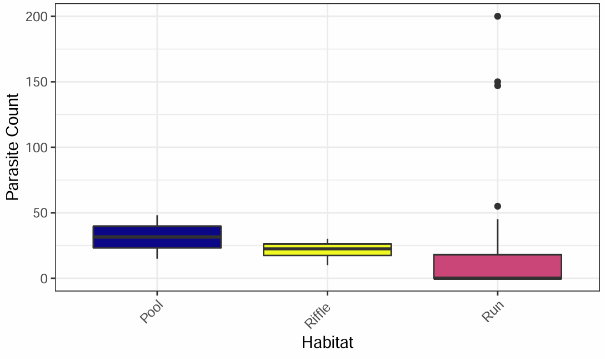 200
150
100
50
0
Parasite Count
Pool
Riffle
Run
Habitat